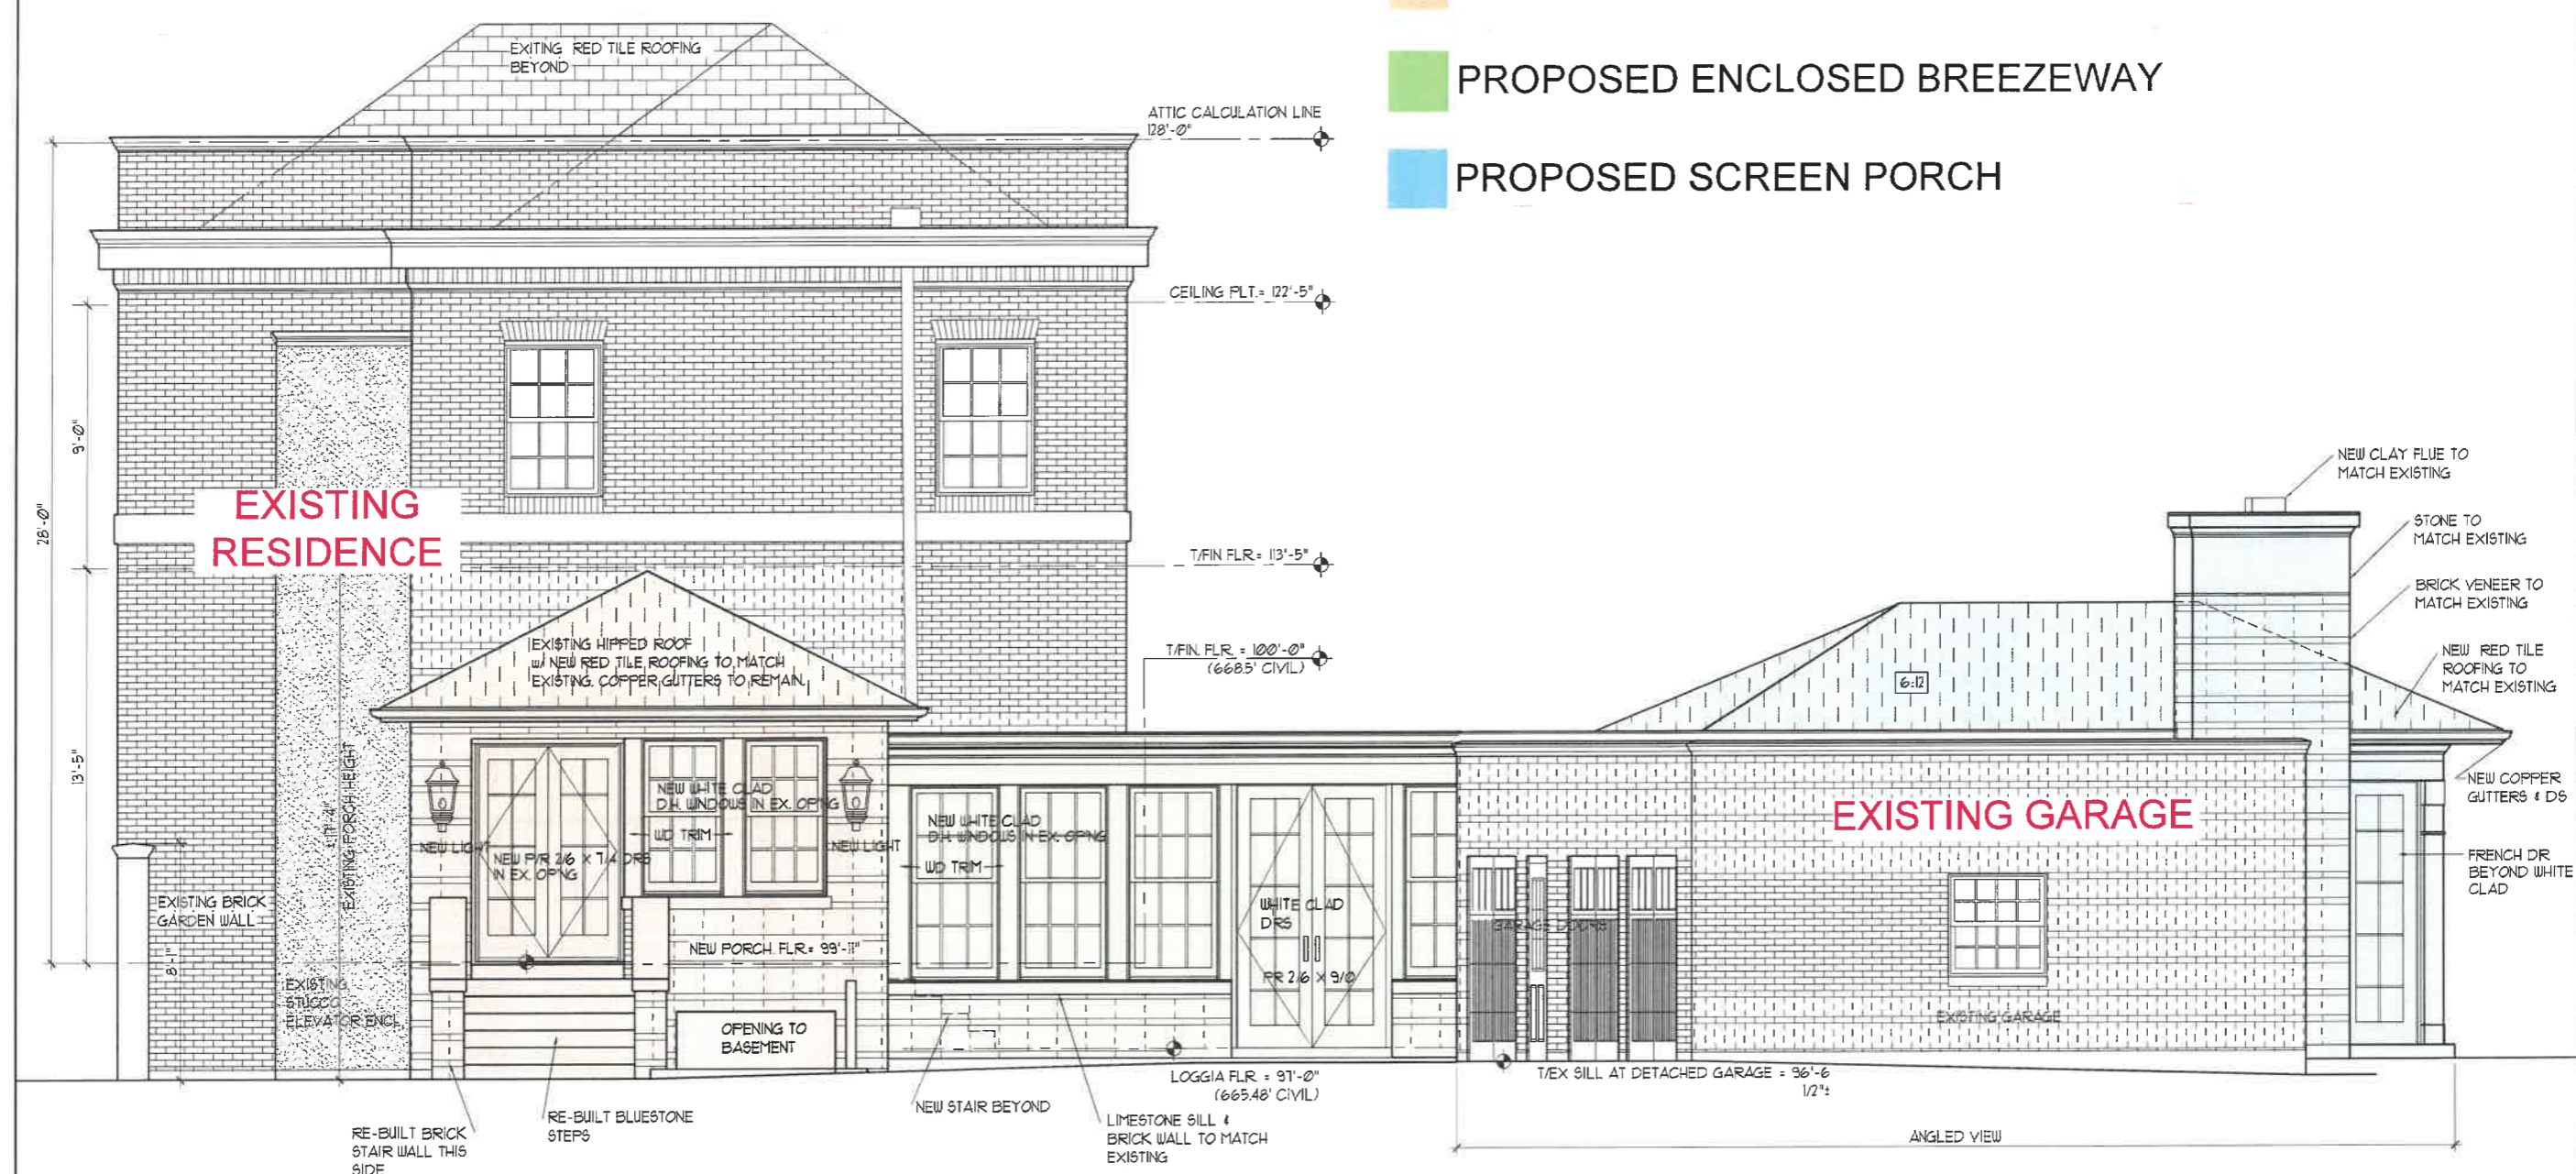 EXITING RED TILE ROOFING
BEYOND
PROPOSED ENCLOSED BREEZEWAY
PROPOSED SCREEN PORCH
ATTIC CALCULATION LINE
128'-0"
CEILING PLT.= 122'-5"
T/FIN FLR.= 113'-5"
T/FIN. FLR. = 100'-0"
(668.5' CIVIL)
28'-0"
9'-0"
13'-5"
8'-1"
EXISTING
RESIDENCE
EXISTING HIPPED ROOF
w/ NEW RED TILE ROOFING TO MATCH
EXISTING. COPPER GUTTERS TO REMAIN.
±17'-4"
EXISTING PORCH HEIGHT
EXISTING BRICK
GARDEN WALL
EXISTING
STUCCO
ELEVATOR ENCL.
NEW LIGHT
NEW P/R 2/6 X 7/4 DRS
IN EX. OP'NG
NEW WHITE CLAD
D.H. WINDOWS IN EX. OP'NG
WD TRIM
NEW LIGHT
NEW PORCH FLR.= 99'-11"
OPENING TO
BASEMENT
NEW WHITE CLAD
D.H. WINDOWS IN EX. OP'NG
WD TRIM
WHITE CLAD
DRS
PR 2/6 X 9/0
GARAGE DOORS
EXISTING GARAGE
EXISTING GARAGE
6:12
NEW CLAY FLUE TO
MATCH EXISTING
STONE TO
MATCH EXISTING
BRICK VENEER TO
MATCH EXISTING
NEW RED TILE
ROOFING TO
MATCH EXISTING
NEW COPPER
GUTTERS & DS
FRENCH DR
BEYOND WHITE
CLAD
RE-BUILT BRICK
STAIR WALL THIS
SIDE
RE-BUILT BLUESTONE
STEPS
NEW STAIR BEYOND
LIMESTONE SILL &
BRICK WALL TO MATCH
EXISTING
LOGGIA FLR. = 97'-0"
(665.48' CIVIL)
T/EX SILL AT DETACHED GARAGE = 96'-6
1/2"±
ANGLED VIEW